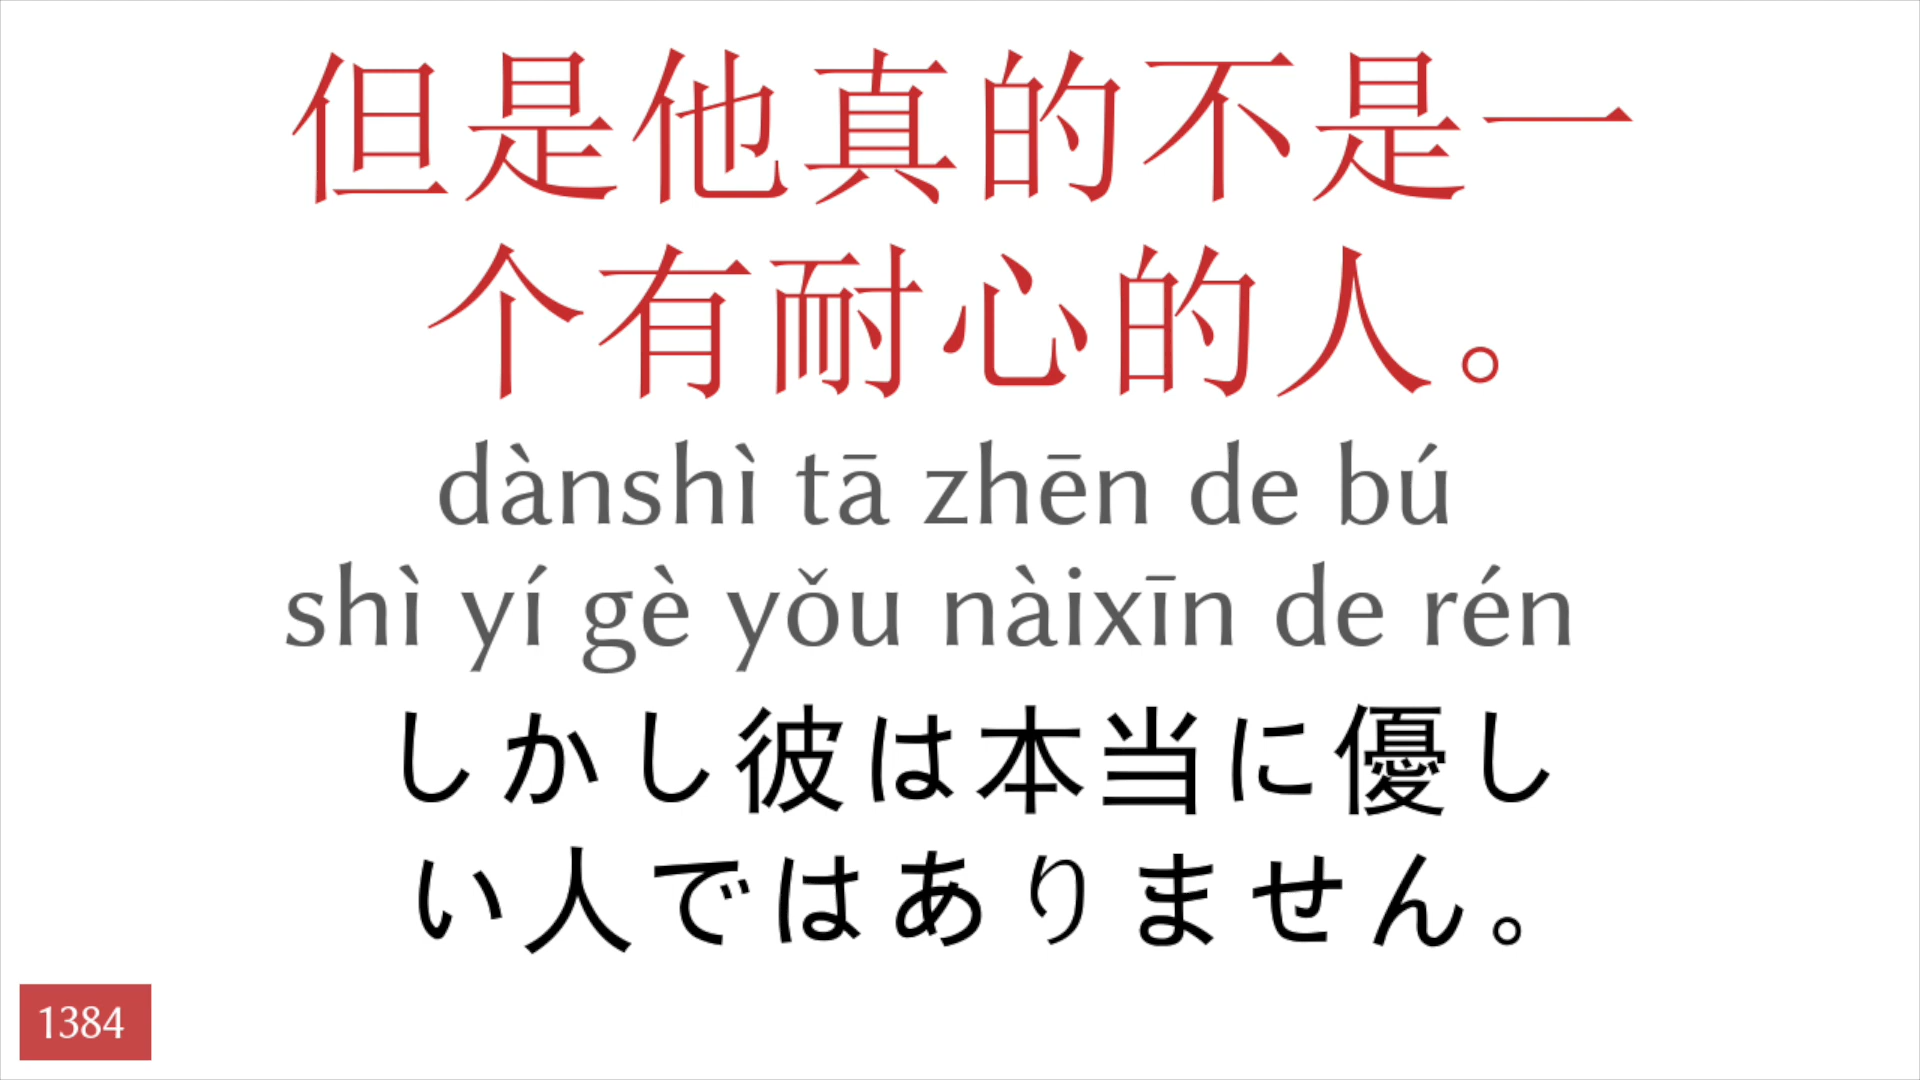 但是他真的不是一
个有耐心的人。
dànshì tā zhēn de bú
shì yí gè yǒu nàixīn de rén
しかし彼は本当に優し
い人ではありません。
1384